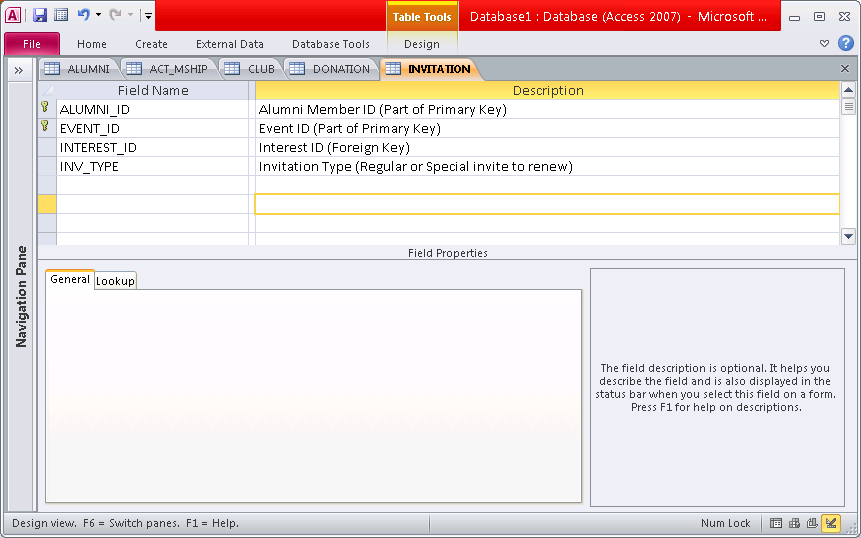 Table Tools
Database1 : Database (Access 2007) - Microsoft ...
File Home Create External Data Database Tools Design
ALUMNI ACT_MSHIP CLUB DONATION INVITATION
Field Name Description
ALUMNI_ID Alumni Member ID (Part of Primary Key)
EVENT_ID Event ID (Part of Primary Key)
INTEREST_ID Interest ID (Foreign Key)
INV_TYPE Invitation Type (Regular or Special invite to renew)
Navigation Pane
Field Properties
General Lookup
The field description is optional. It helps you
describe the field and is also displayed in the
status bar when you select this field on a form.
Press F1 for help on descriptions.
Design view. F6 = Switch panes. F1 = Help.
Num Lock